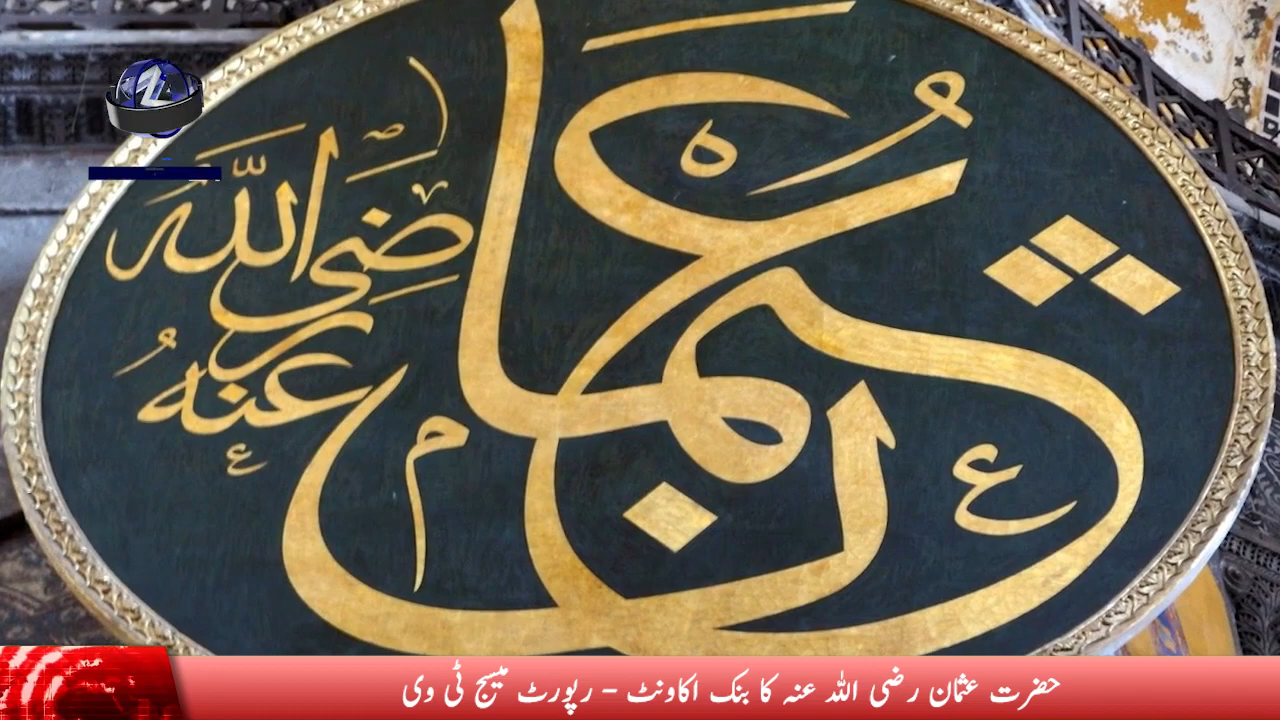 عثمان
رضي الله عنه
حضرت عثمان رضی اللہ عنہ کا بنک اکاونٹ - رپورٹ میسج ٹی وی